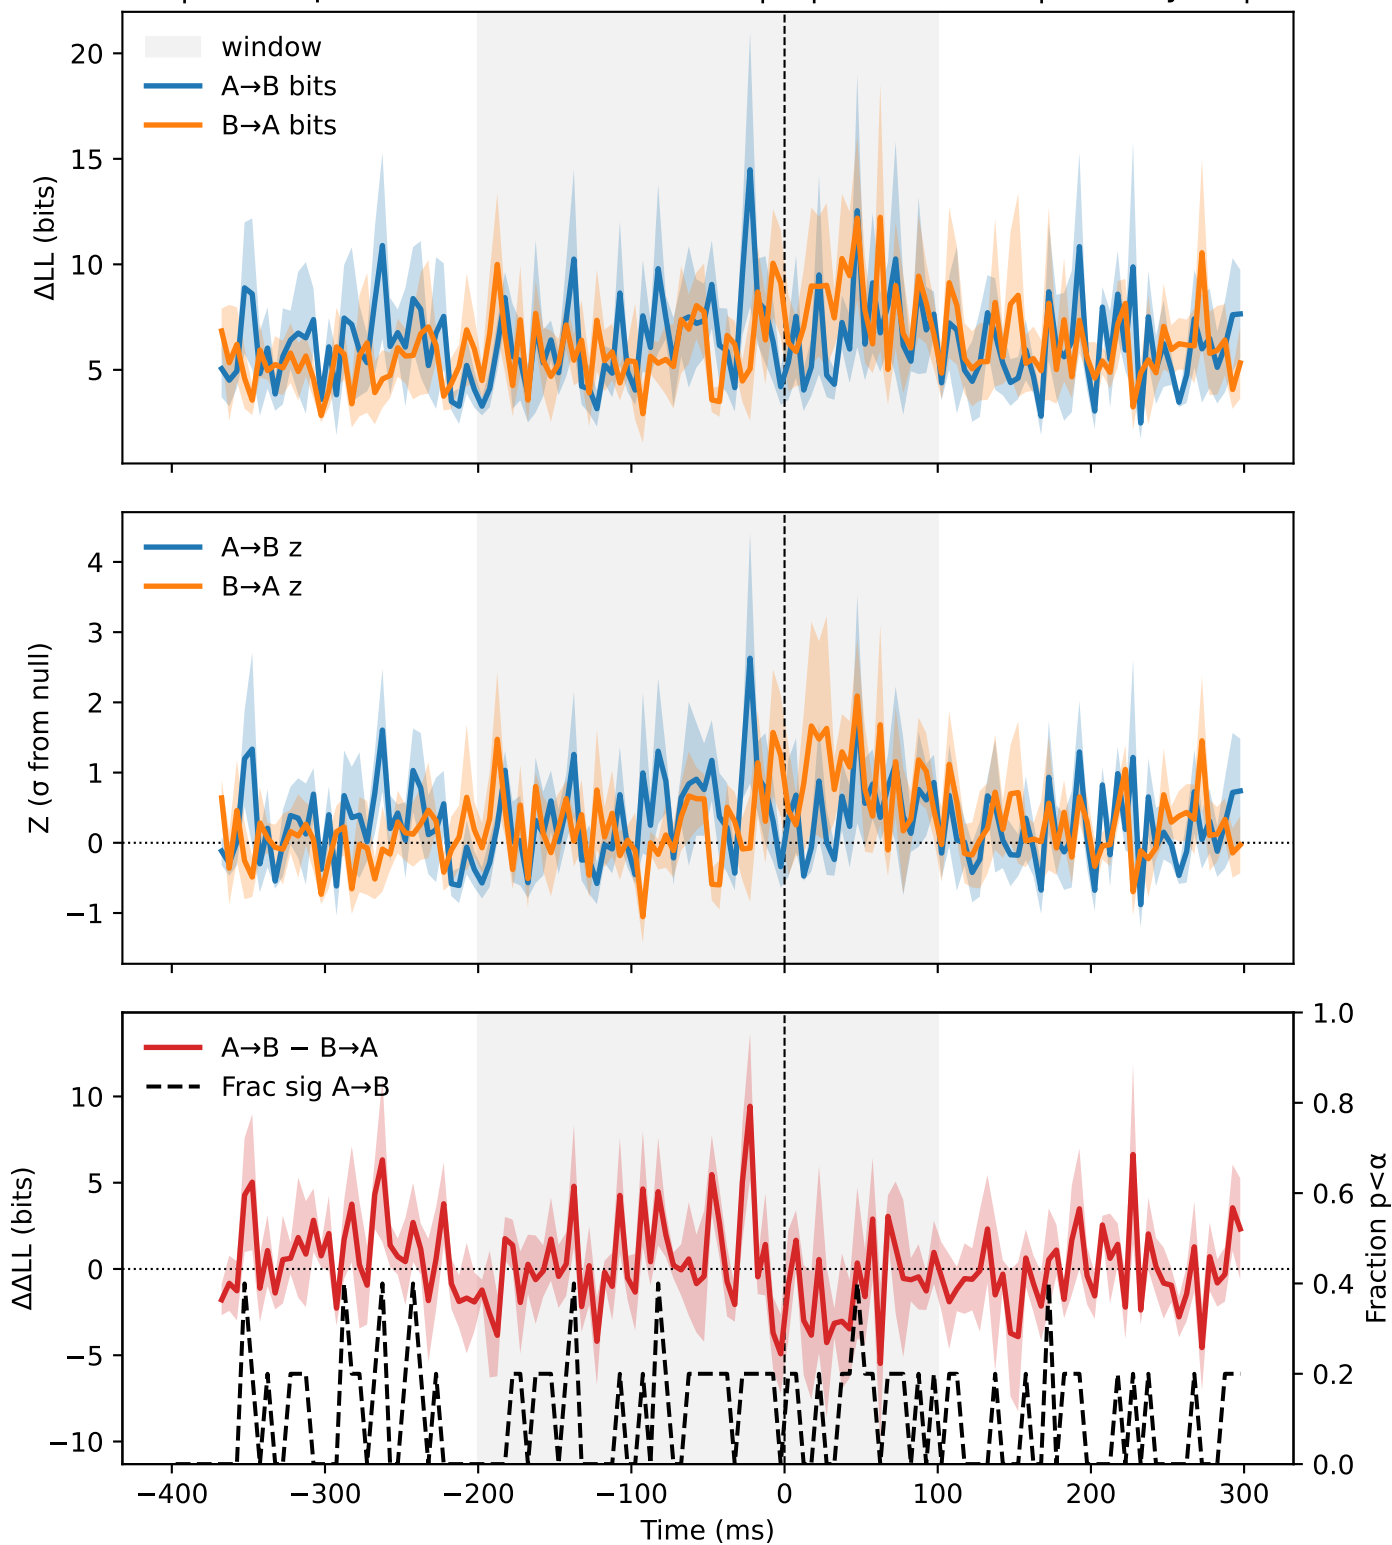 20
15
10
5
ΔLL (bits)
window
A→B bits
B→A bits
4
3
2
1
0
−1
Z (σ from null)
A→B z
B→A z
10
5
0
−5
−10
ΔΔLL (bits)
A→B − B→A
Frac sig A→B
1.0
0.8
0.6
0.4
0.2
0.0
Fraction p<α
−400 −300 −200 −100 0 100 200 300
Time (ms)